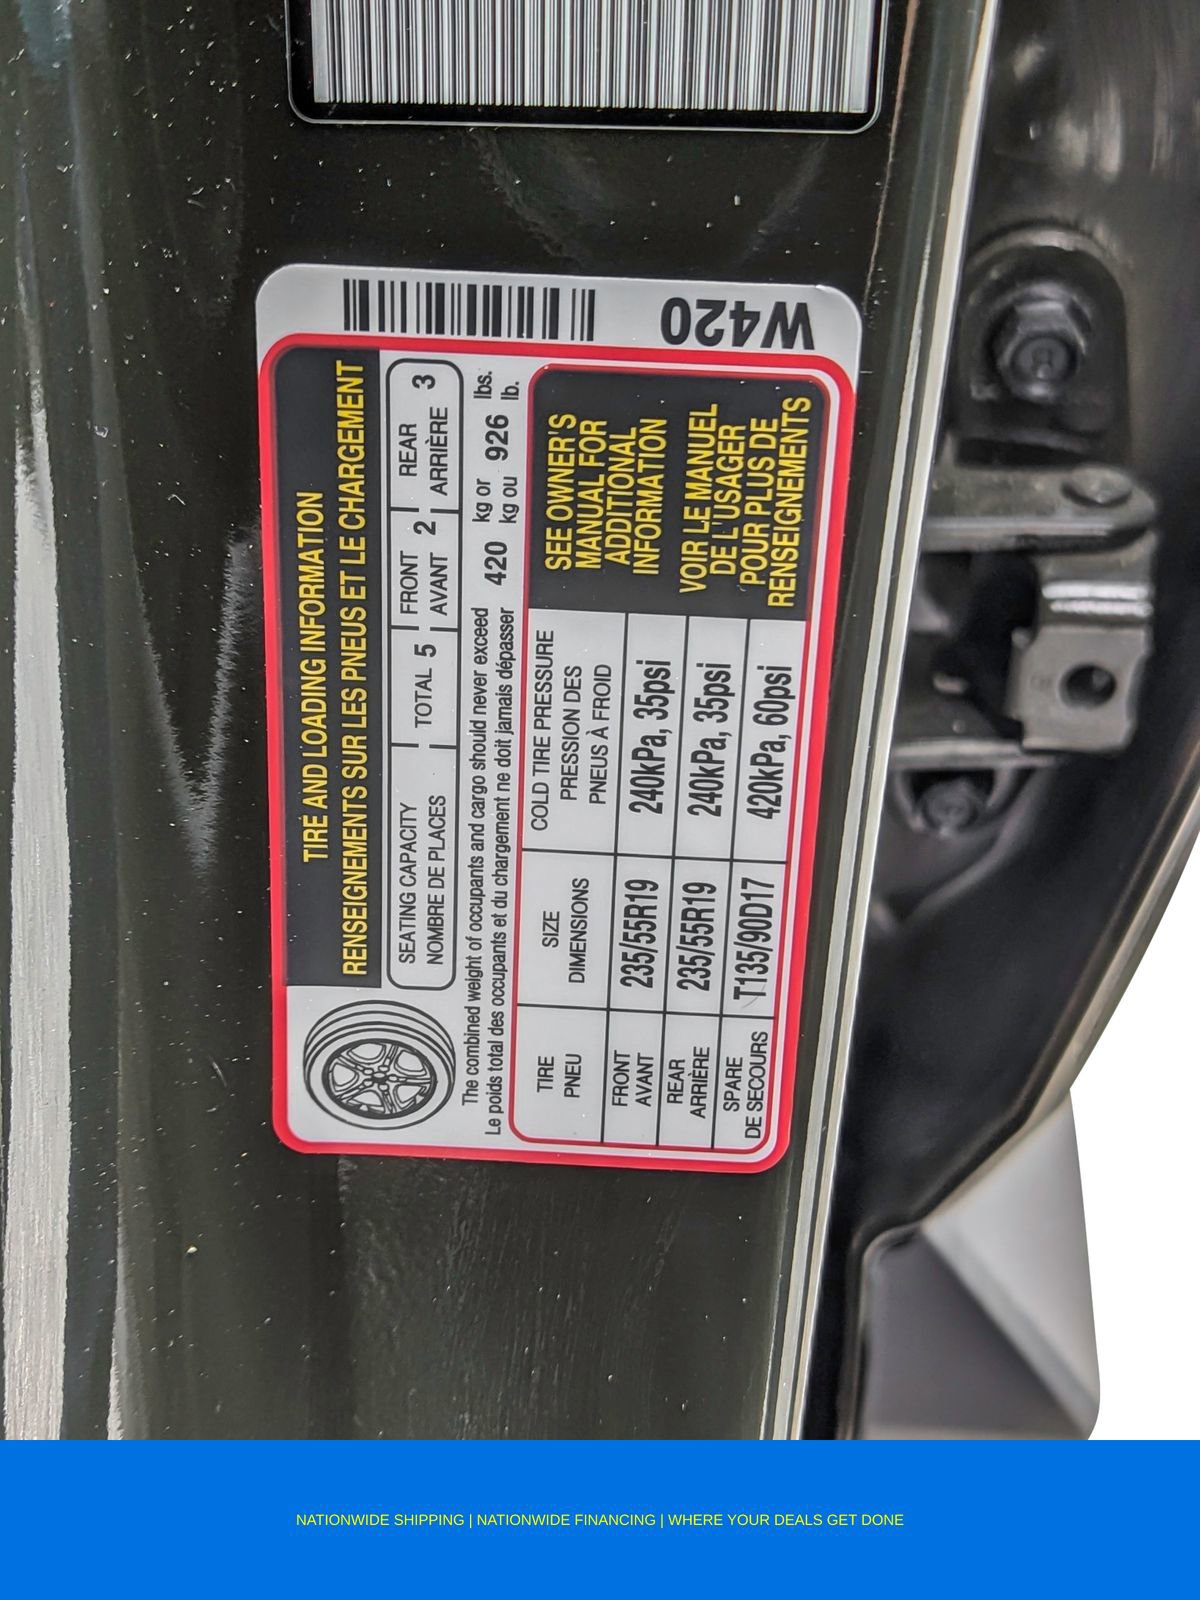 W420
TIRE AND LOADING INFORMATION
RENSEIGNEMENTS SUR LES PNEUS ET LE CHARGEMENT
SEATING CAPACITY
NOMBRE DE PLACES
TOTAL 5
FRONT
AVANT 2
REAR
ARRIÈRE 3
The combined weight of occupants and cargo should never exceed 420 kg or 926 lbs.
Le poids total des occupants et du chargement ne doit jamais dépasser kg ou lb.
TIRE
PNEU
SIZE
DIMENSIONS
COLD TIRE PRESSURE
PRESSION DES
PNEUS À FROID
FRONT
AVANT
235/55R19
240kPa, 35psi
REAR
ARRIÈRE
235/55R19
240kPa, 35psi
SPARE
DE SECOURS
T135/90D17
420kPa, 60psi
SEE OWNER'S
MANUAL FOR
ADDITIONAL
INFORMATION
VOIR LE MANUEL
DE L'USAGER
POUR PLUS DE
RENSEIGNEMENTS
NATIONWIDE SHIPPING | NATIONWIDE FINANCING | WHERE YOUR DEALS GET DONE